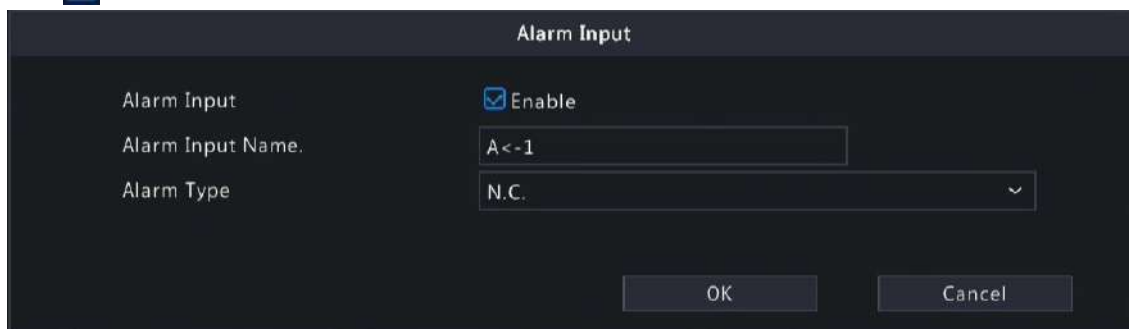 Alarm Input
Alarm Input Enable
Alarm Input Name. A<-1
Alarm Type N.C.
OK Cancel